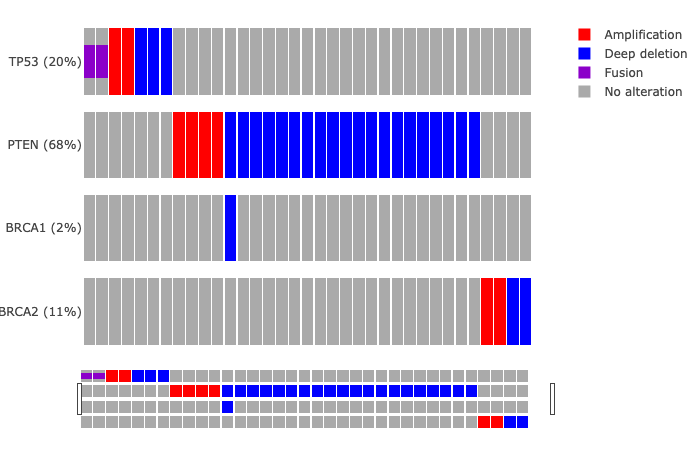 TP53 (20%)
PTEN (68%)
BRCA1 (2%)
BRCA2 (11%)
Amplification
Deep deletion
Fusion
No alteration